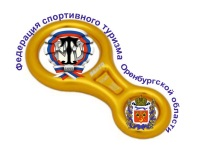 Федерация спортивного туризма
Оренбургской области